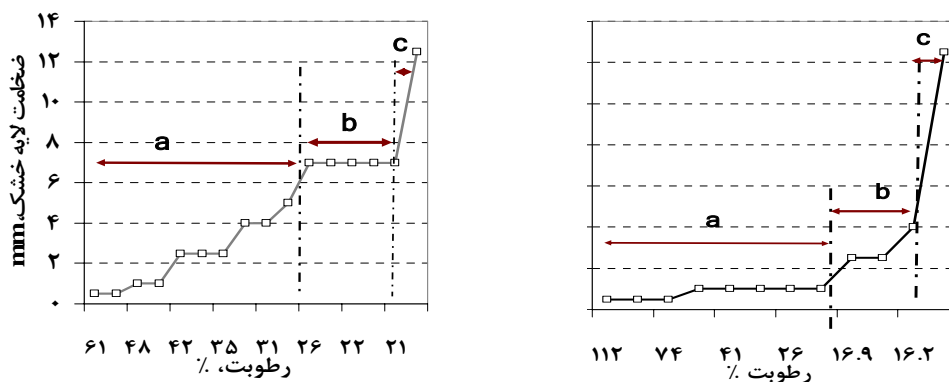 ۱۴
۱۲
۱۰
۸
۶
۴
۲
۰
ضخامت لایه خشک، mm
a
b
c
۶۱ ۴۸ ۴۲ ۳۵ ۳۱ ۲۶ ۲۲ ۲۱
رطوبت، ٪
a
b
c
۱۱۲ ۷۴ ۴۱ ۲۶ ۱۶.۹ ۱۶.۲
رطوبت ٪